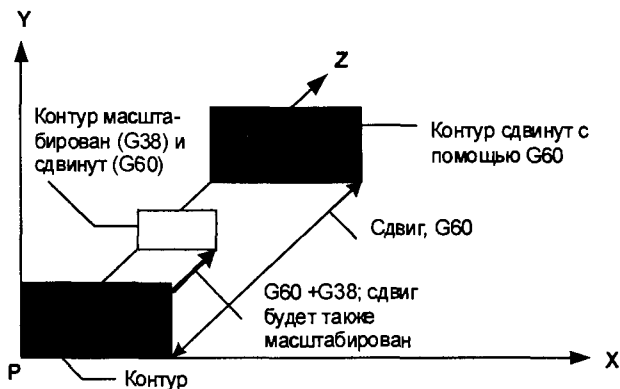 Y
Z
Контур масшта-
бирован (G38) и
сдвинут (G60)
Контур сдвинут с
помощью G60
Сдвиг, G60
G60 +G38; сдвиг
будет также
масштабирован
P
X
Контур